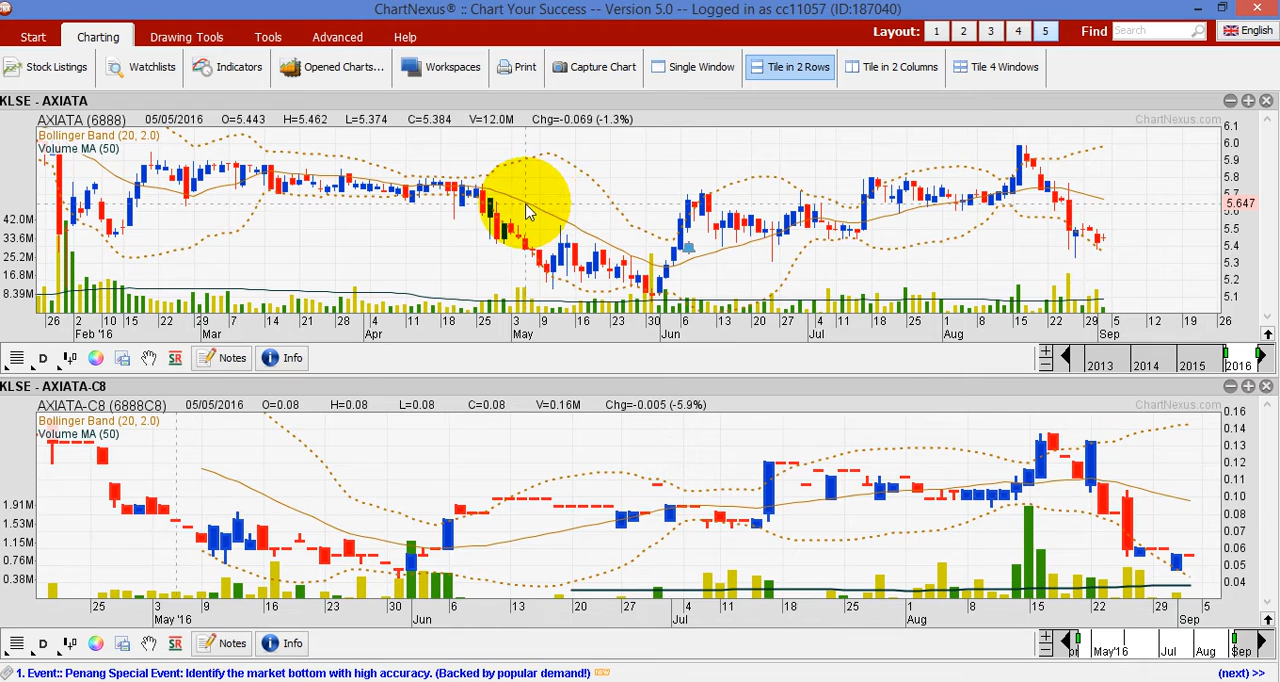 ChartNexus® :: Chart Your Success -- Version 5.0 -- Logged in as cc11057 (ID:187040)
Start Charting Drawing Tools Tools Advanced Help Layout: 1 2 3 4 5 Find Search English
Stock Listings Watchlists Indicators Opened Charts... Workspaces Print Capture Chart Single Window Tile in 2 Rows Tile in 2 Columns Tile 4 Windows
KLSE - AXIATA
AXIATA (6888) 05/05/2016 O=5.443 H=5.462 L=5.374 C=5.384 V=12.0M Chg=-0.069 (-1.3%) ChartNexus.com
Bollinger Band (20, 2.0)
Volume MA (50)
6.1
6.0
5.9
5.8
5.7
5.647
5.6
5.5
5.4
5.3
5.2
5.1
42.0M
33.6M
25.2M
16.8M
8.39M
26 10 15 22 29 7 14 21 28 4 11 18 25 3 9 16 23 30 6 13 20 27 4 11 18 25 8 15 22 29 5 12 19 26
Feb '16 Mar Apr May Jun Jul Aug Sep
D SR Notes Info 2013 2014 2015 2016
KLSE - AXIATA-C8
AXIATA-C8 (6888C8) 05/05/2016 O=0.08 H=0.08 L=0.08 C=0.08 V=0.16M Chg=-0.005 (-5.9%) ChartNexus.com
Bollinger Band (20, 2.0)
Volume MA (50)
0.16
0.14
0.13
0.12
0.11
0.10
0.09
0.08
0.07
0.06
0.05
0.04
1.91M
1.53M
1.15M
0.76M
0.38M
25 3 9 16 23 30 6 13 20 27 4 11 18 25 1 8 15 22 29 5
May '16 Jun Jul Aug Sep
D SR Notes Info May'16 Jul Aug Sep
1. Event:: Penang Special Event: Identify the market bottom with high accuracy. (Backed by popular demand!) new (next) >>